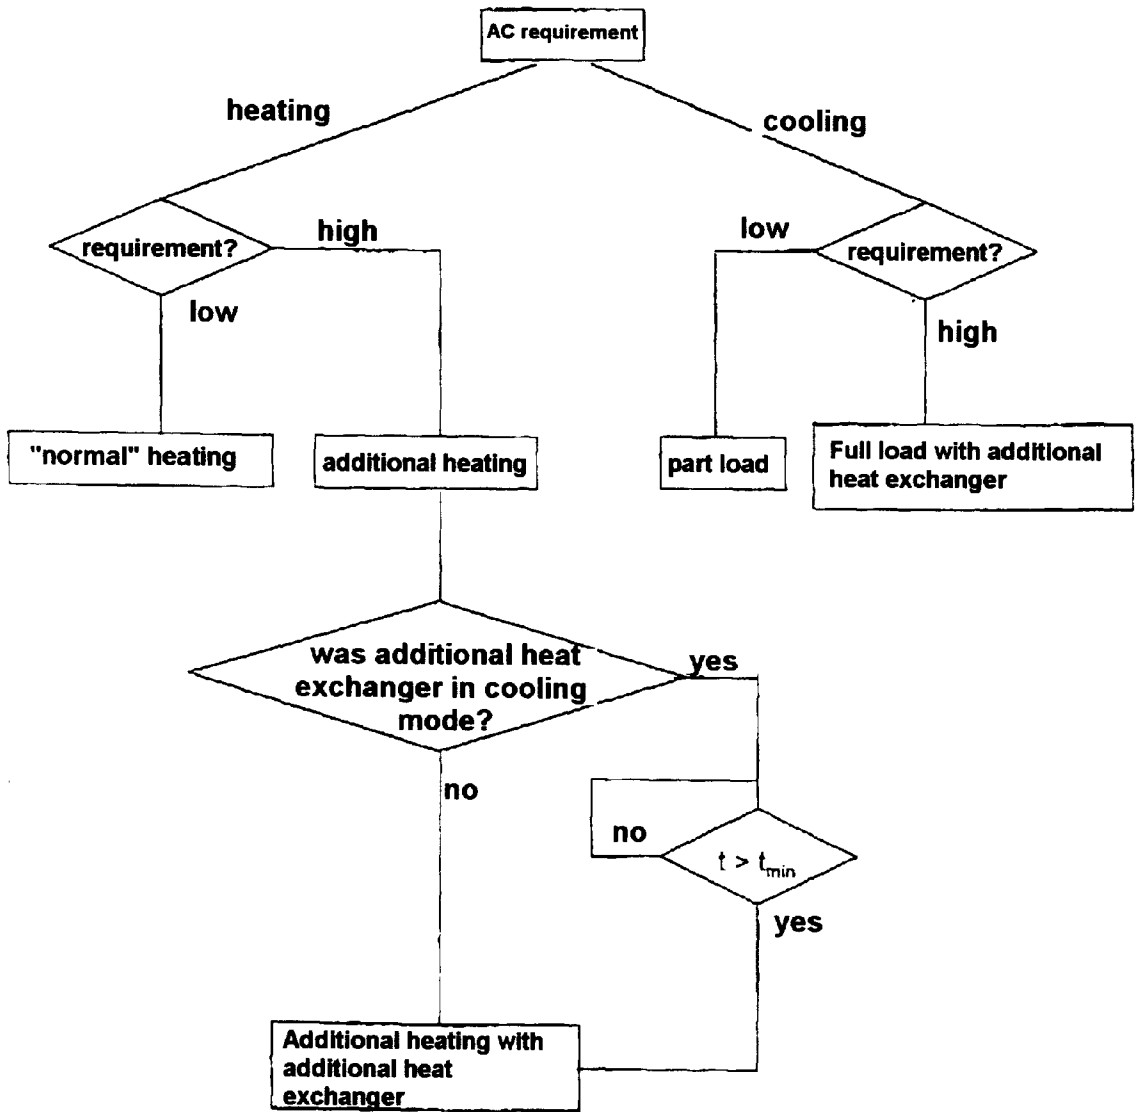 AC requirement
heating
cooling
requirement?
high
low
low
requirement?
high
"normal" heating
additional heating
part load
Full load with additional
heat exchanger
was additional heat
exchanger in cooling
mode?
yes
no
no
t > tmin
yes
Additional heating with
additional heat
exchanger